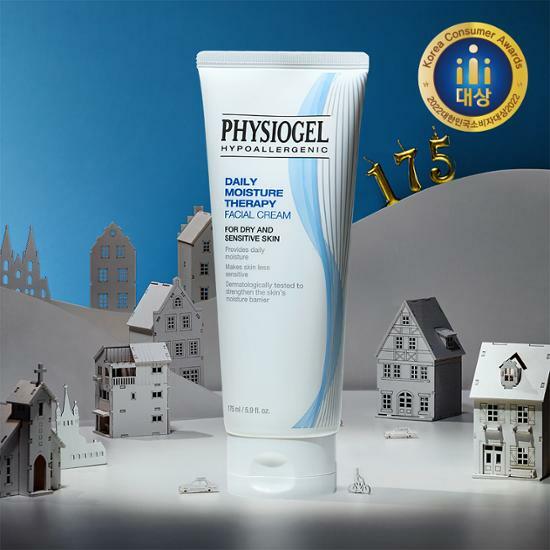 Korea Consumer Awards
대상
2022대한민국소비자대상2022
175
PHYSIOGEL
HYPOALLERGENIC
DAILY
MOISTURE
THERAPY
FACIAL CREAM
FOR DRY AND
SENSITIVE SKIN
Provides daily
moisture
Makes skin less
sensitive
Dermatologically tested to
strengthen the skin's
moisture barrier
175 ml / 5.9 fl. oz.